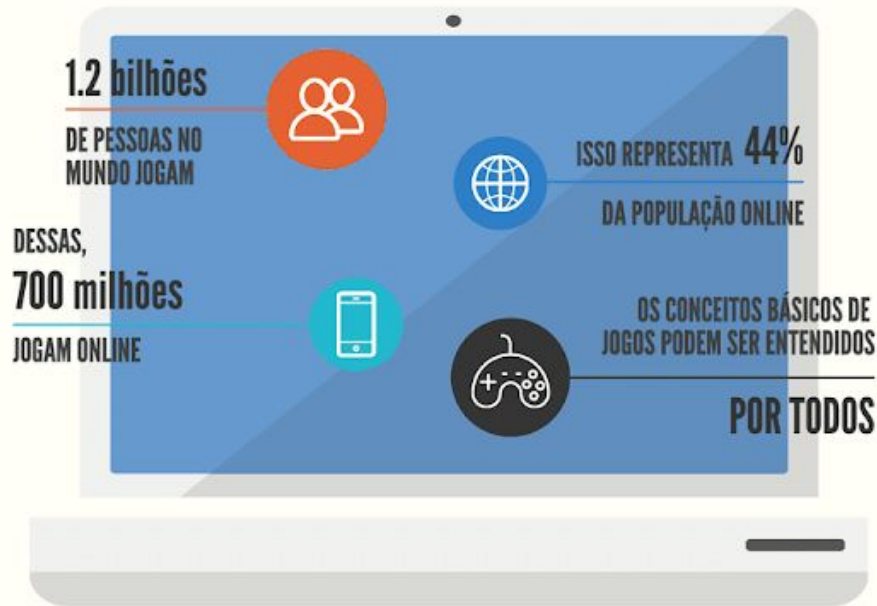 1.2 bilhões
DE PESSOAS NO
MUNDO JOGAM
ISSO REPRESENTA 44%
DA POPULAÇÃO ONLINE
DESSAS,
700 milhões
JOGAM ONLINE
OS CONCEITOS BÁSICOS DE
JOGOS PODEM SER ENTENDIDOS
POR TODOS